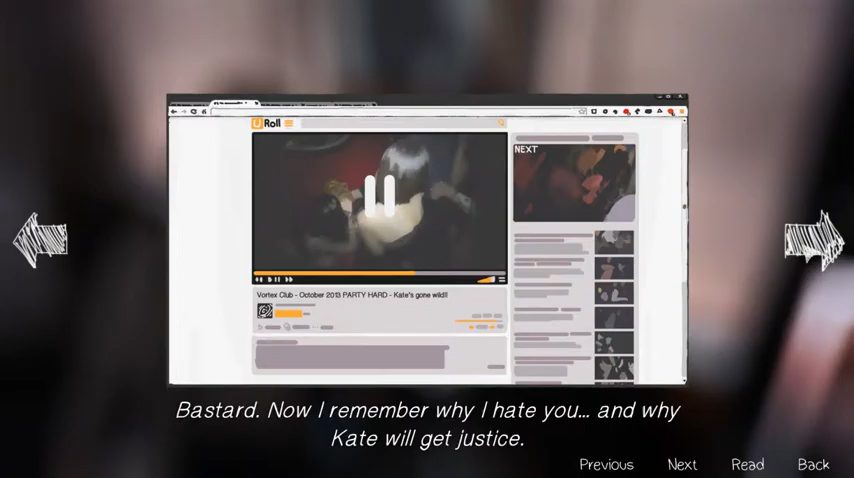 URoll
NEXT
Vortex Club - October 2013 PARTY HARD - Kate's gone wild!!
Bastard. Now I remember why I hate you... and why
Kate will get justice.
Previous Next Read Back